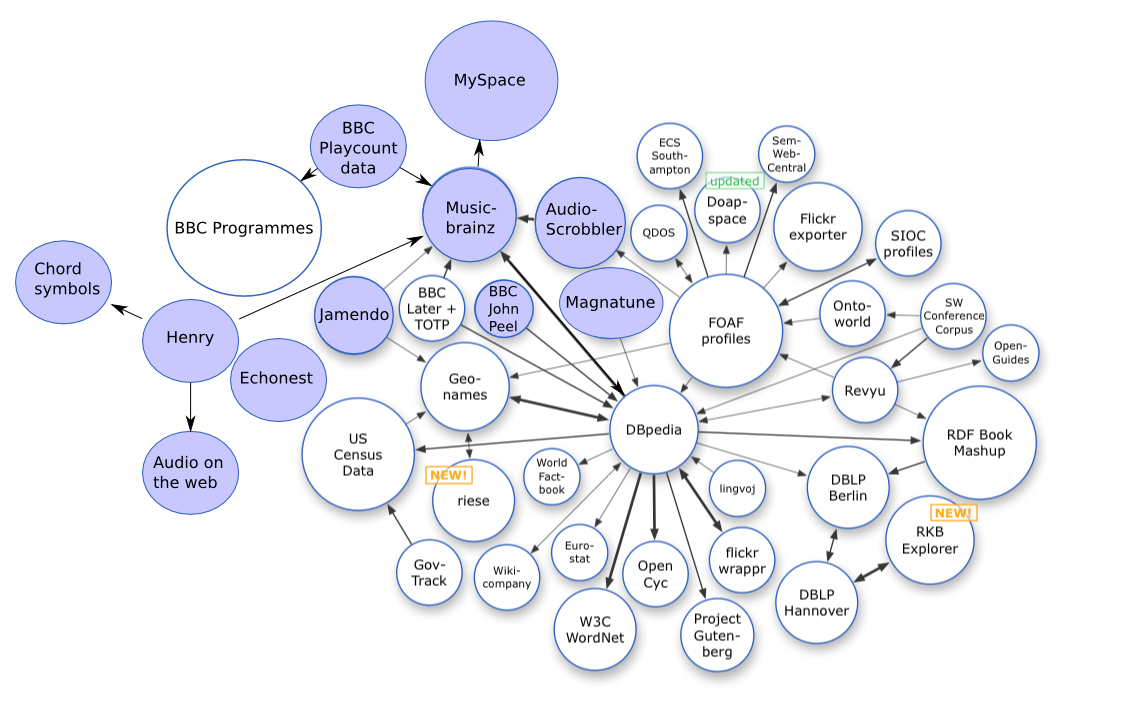 MySpace
BBC
Playcount
data
ECS
South-
ampton
Sem-
Web-
Central
updated
Doap-
space
Music-
brainz
Audio-
Scrobbler
QDOS
Flickr
exporter
SIOC
profiles
BBC Programmes
Chord
symbols
Henry
Jamendo
BBC
Later +
TOTP
BBC
John
Peel
Magnatune
FOAF
profiles
Onto-
world
SW
Conference
Corpus
Open-
Guides
Echonest
Geo-
names
Revyu
DBpedia
US
Census
Data
RDF Book
Mashup
Audio on
the web
NEW!
riese
World
Fact-
book
lingvoj
DBLP
Berlin
NEW!
RKB
Explorer
Gov-
Track
Wiki-
company
Euro-
stat
Open
Cyc
flickr
wrappr
DBLP
Hannover
W3C
WordNet
Project
Guten-
berg